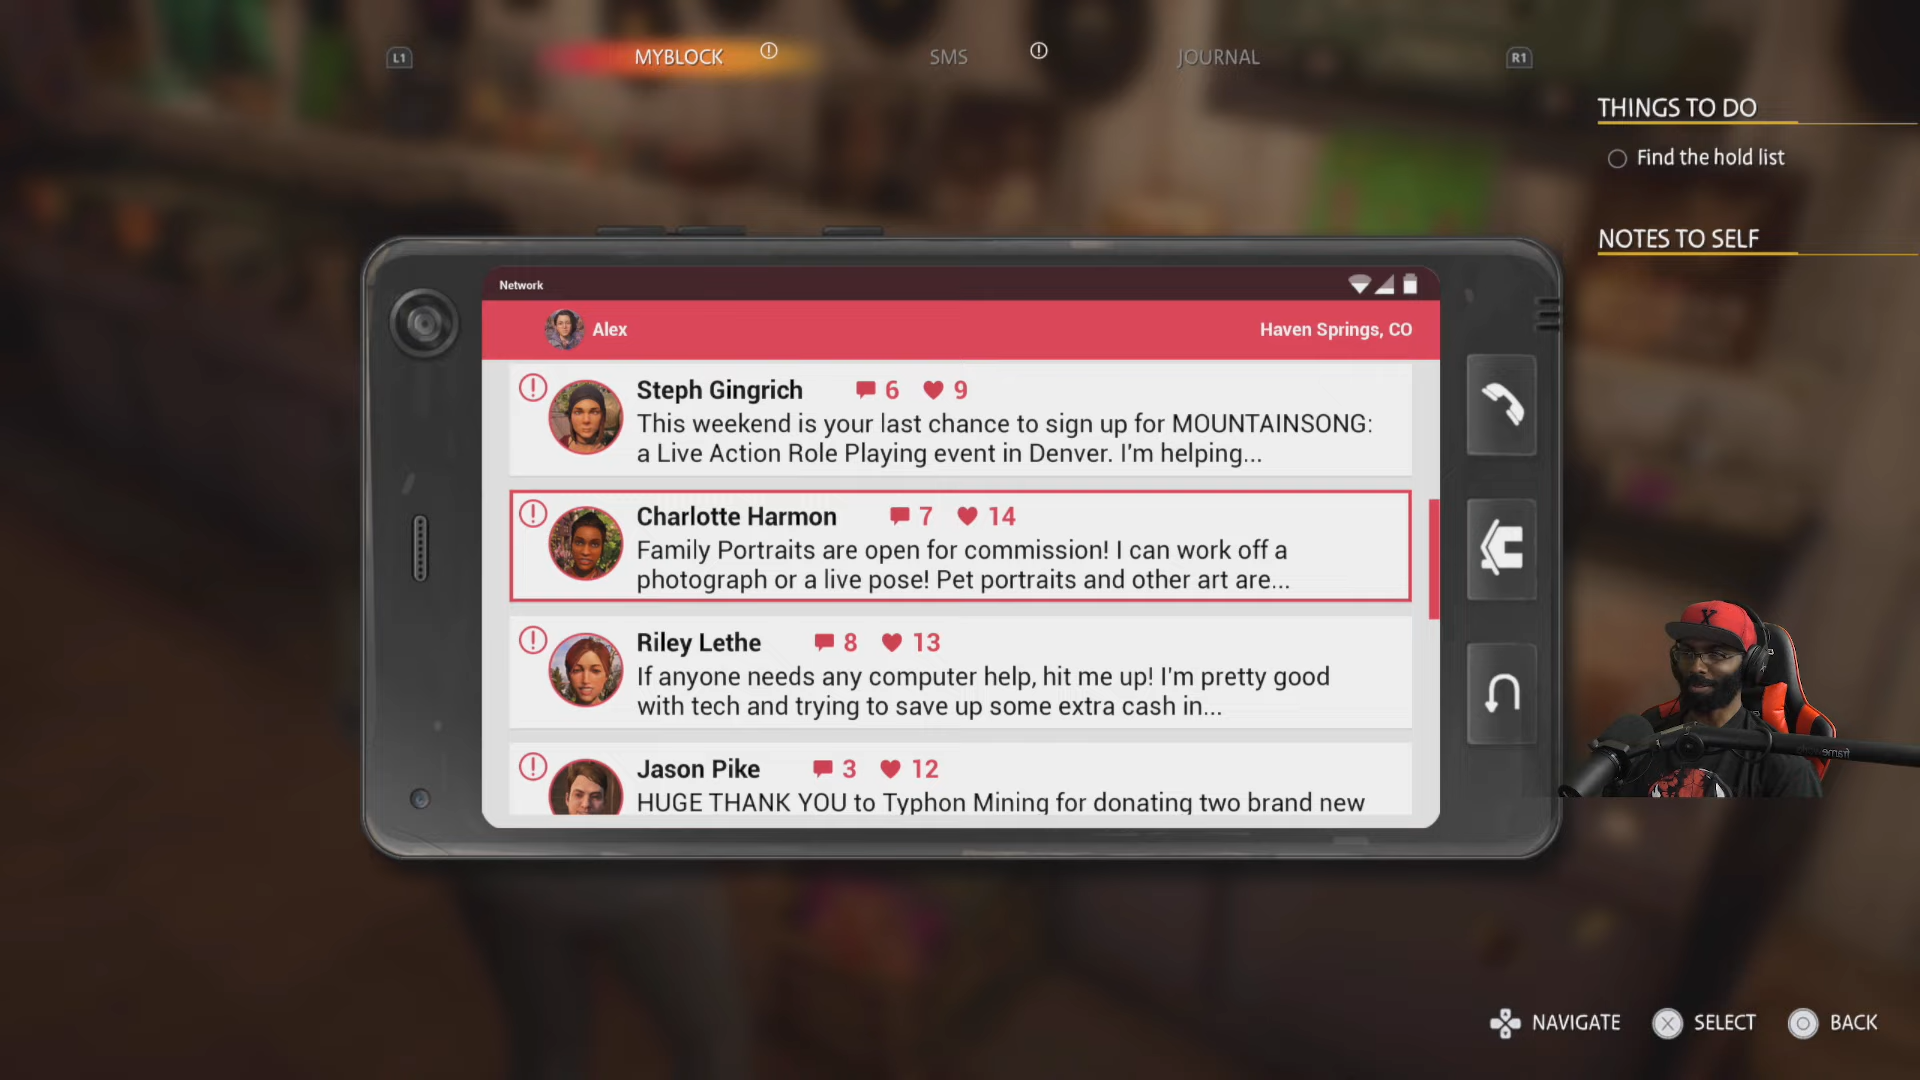 L1
MYBLOCK
SMS
JOURNAL
R1
THINGS TO DO
Find the hold list
NOTES TO SELF
Network
Alex
Haven Springs, CO
Steph Gingrich 6 9
This weekend is your last chance to sign up for MOUNTAINSONG:
a Live Action Role Playing event in Denver. I'm helping...
Charlotte Harmon 7 14
Family Portraits are open for commission! I can work off a
photograph or a live pose! Pet portraits and other art are...
Riley Lethe 8 13
If anyone needs any computer help, hit me up! I'm pretty good
with tech and trying to save up some extra cash in...
Jason Pike 3 12
HUGE THANK YOU to Typhon Mining for donating two brand new
X
NAVIGATE
SELECT
BACK